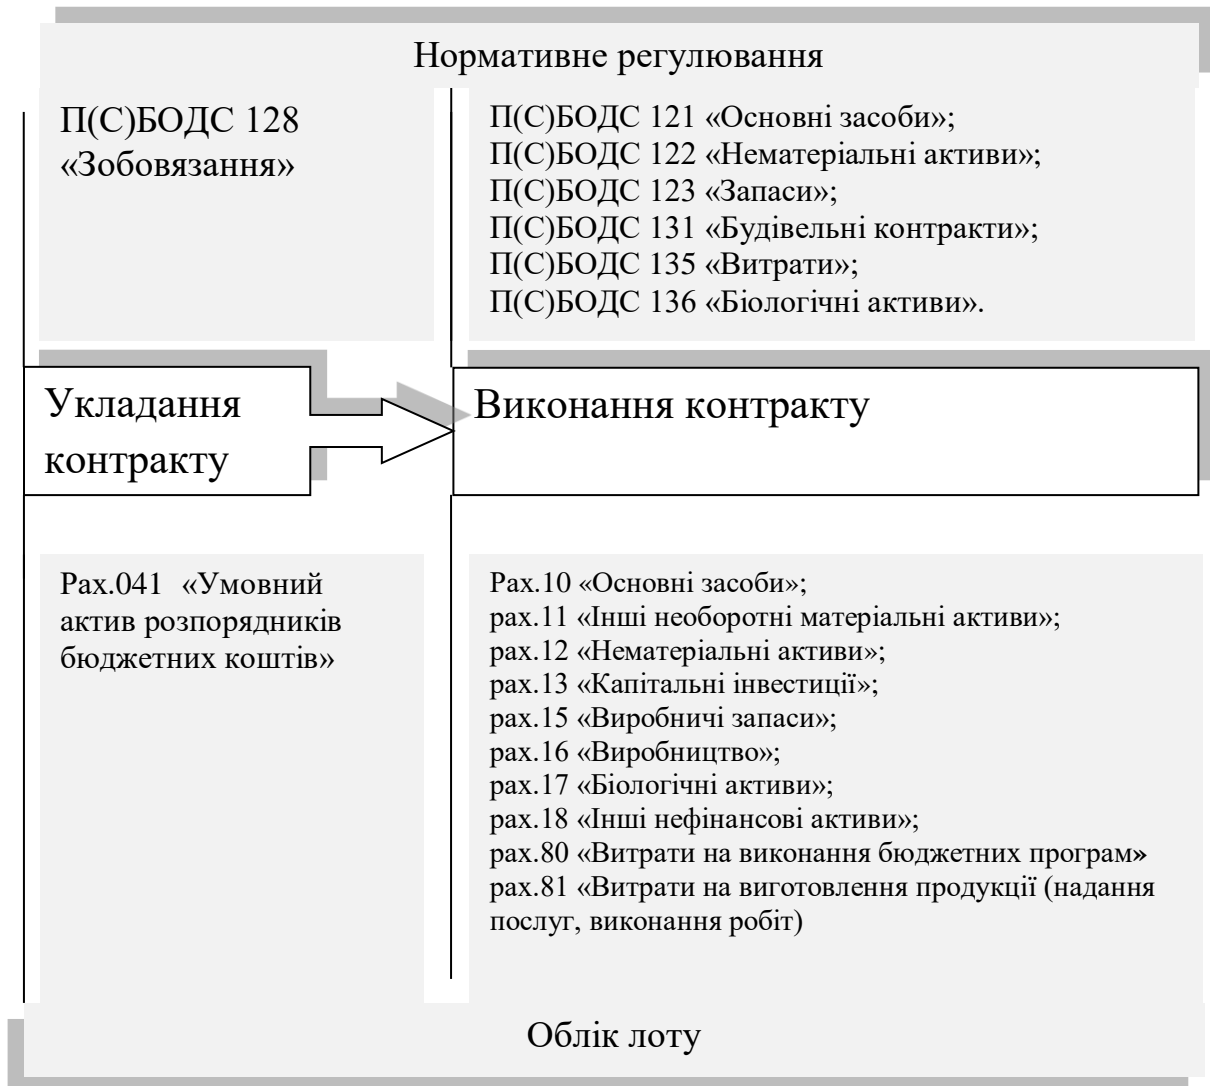 Нормативне регулювання
П(С)БОДС 128
«Зобовязання»
П(С)БОДС 121 «Основні засоби»;
П(С)БОДС 122 «Нематеріальні активи»;
П(С)БОДС 123 «Запаси»;
П(С)БОДС 131 «Будівельні контракти»;
П(С)БОДС 135 «Витрати»;
П(С)БОДС 136 «Біологічні активи».
Укладання
контракту
Виконання контракту
Рах.041 «Умовний
актив розпорядників
бюджетних коштів»
Рах.10 «Основні засоби»;
рах.11 «Інші необоротні матеріальні активи»;
рах.12 «Нематеріальні активи»;
рах.13 «Капітальні інвестиції»;
рах.15 «Виробничі запаси»;
рах.16 «Виробництво»;
рах.17 «Біологічні активи»;
рах.18 «Інші нефінансові активи»;
рах.80 «Витрати на виконання бюджетних програм»
рах.81 «Витрати на виготовлення продукції (надання
послуг, виконання робіт)
Облік лоту